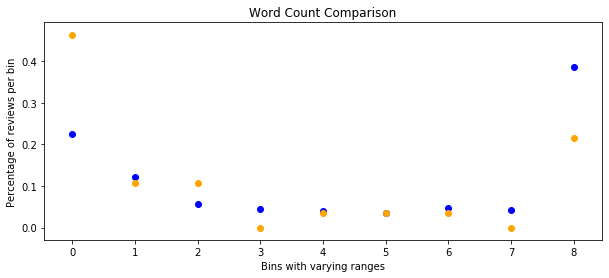 Word Count Comparison
Percentage of reviews per bin
0.4
0.3
0.2
0.1
0.0
0 1 2 3 4 5 6 7 8
Bins with varying ranges